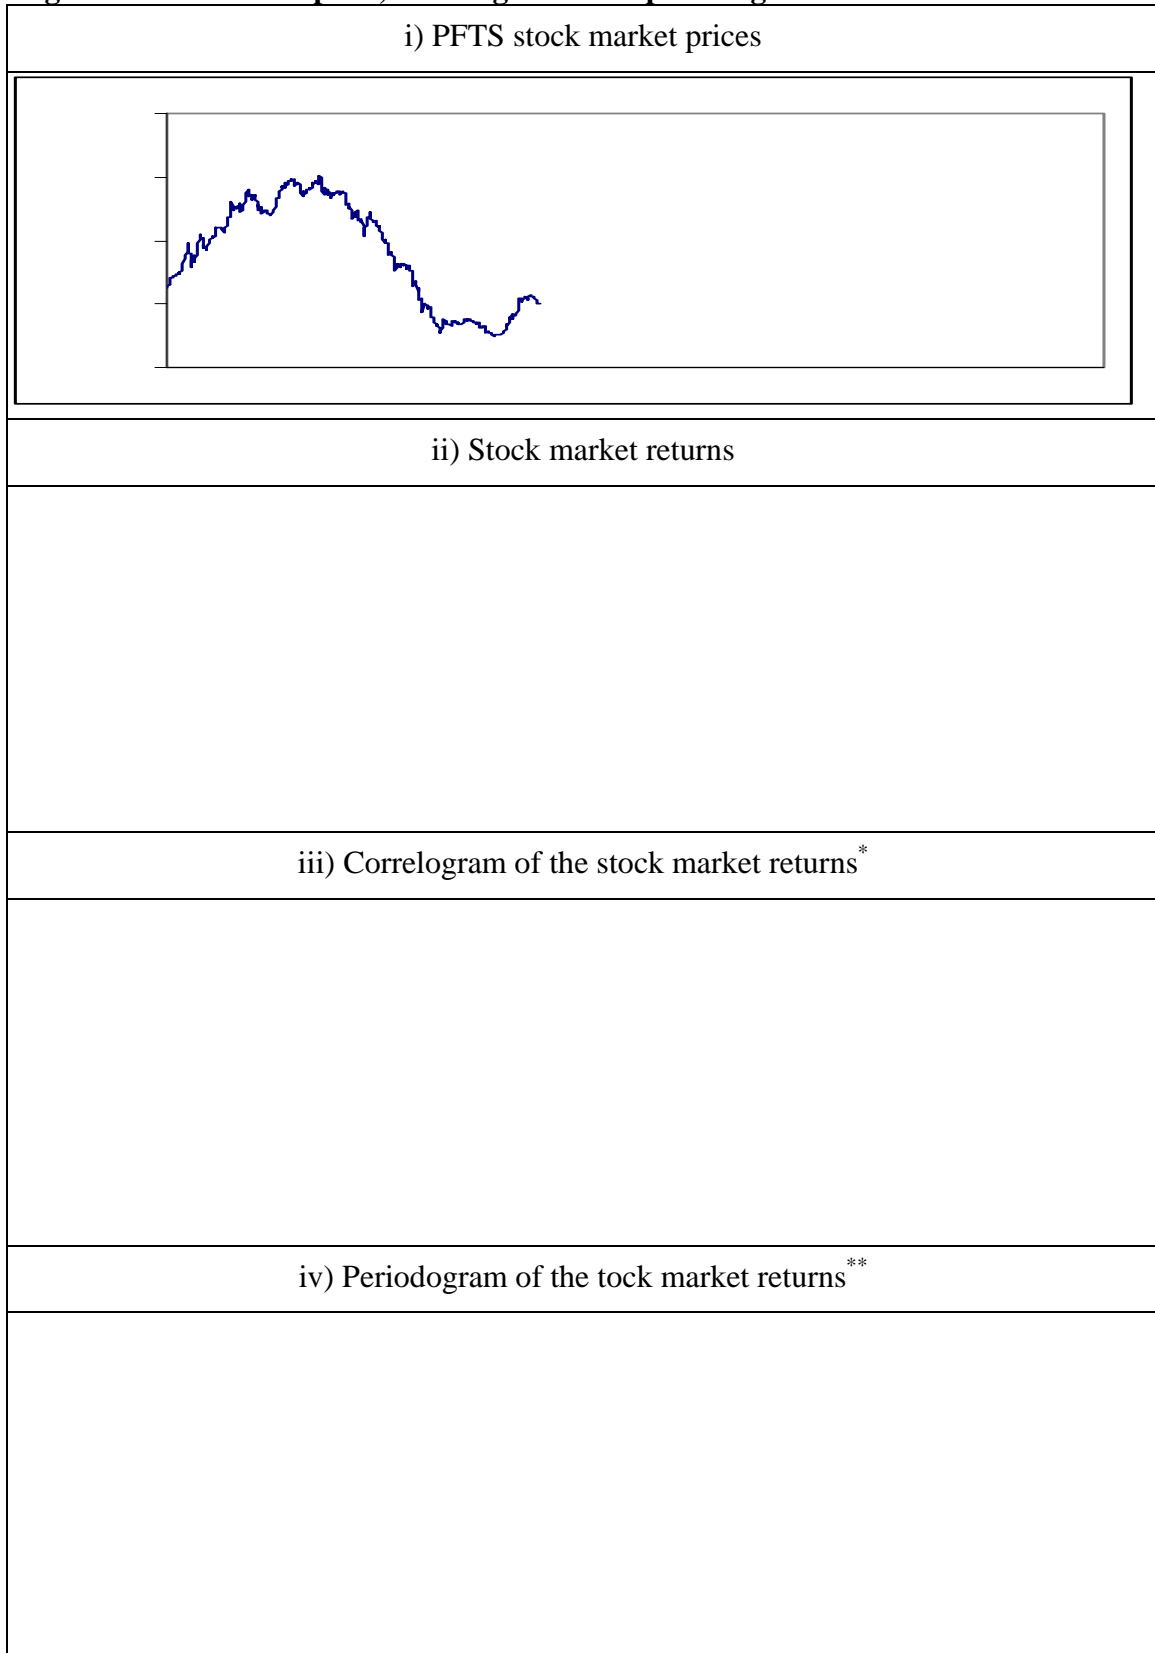 i) PFTS stock market prices
ii) Stock market returns
iii) Correlogram of the stock market returns*
iv) Periodogram of the tock market returns**